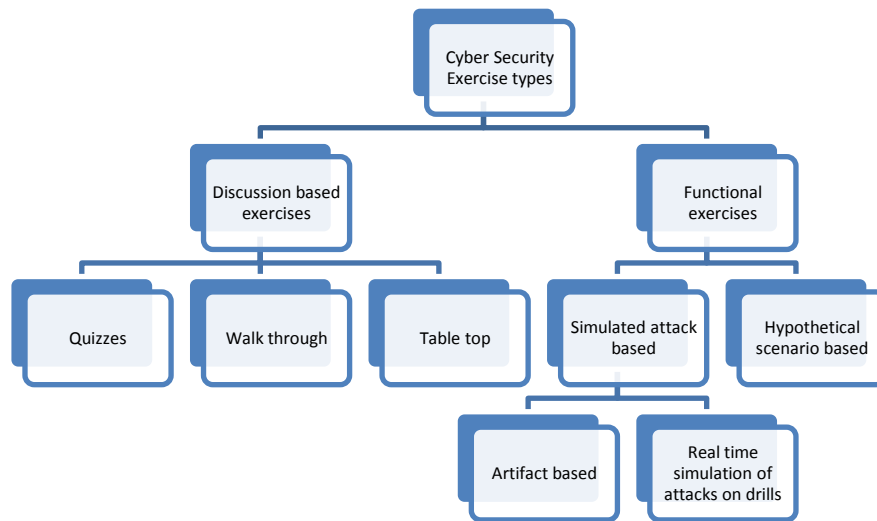 Cyber Security
Exercise types
Discussion based
exercises
Functional
exercises
Quizzes
Walk through
Table top
Simulated attack
based
Hypothetical
scenario based
Artifact based
Real time
simulation of
attacks on drills